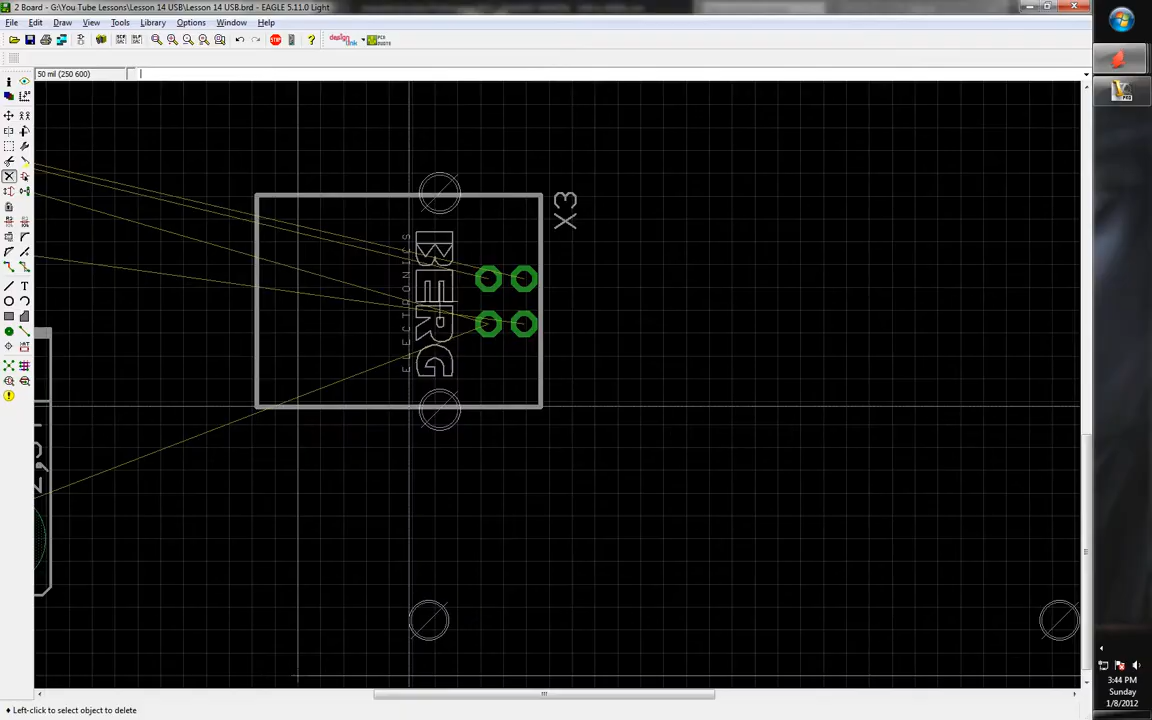 2 Board - G:\You Tube Lessons\Lesson 14 USB\Lesson 14 USB.brd - EAGLE 5.11.0 Light
File Edit Draw View Tools Library Options Window Help
50 mil (250 600)
X3
BERG
ELECTRONICS
Left-click to select object to delete
3:44 PM
Sunday
1/8/2012